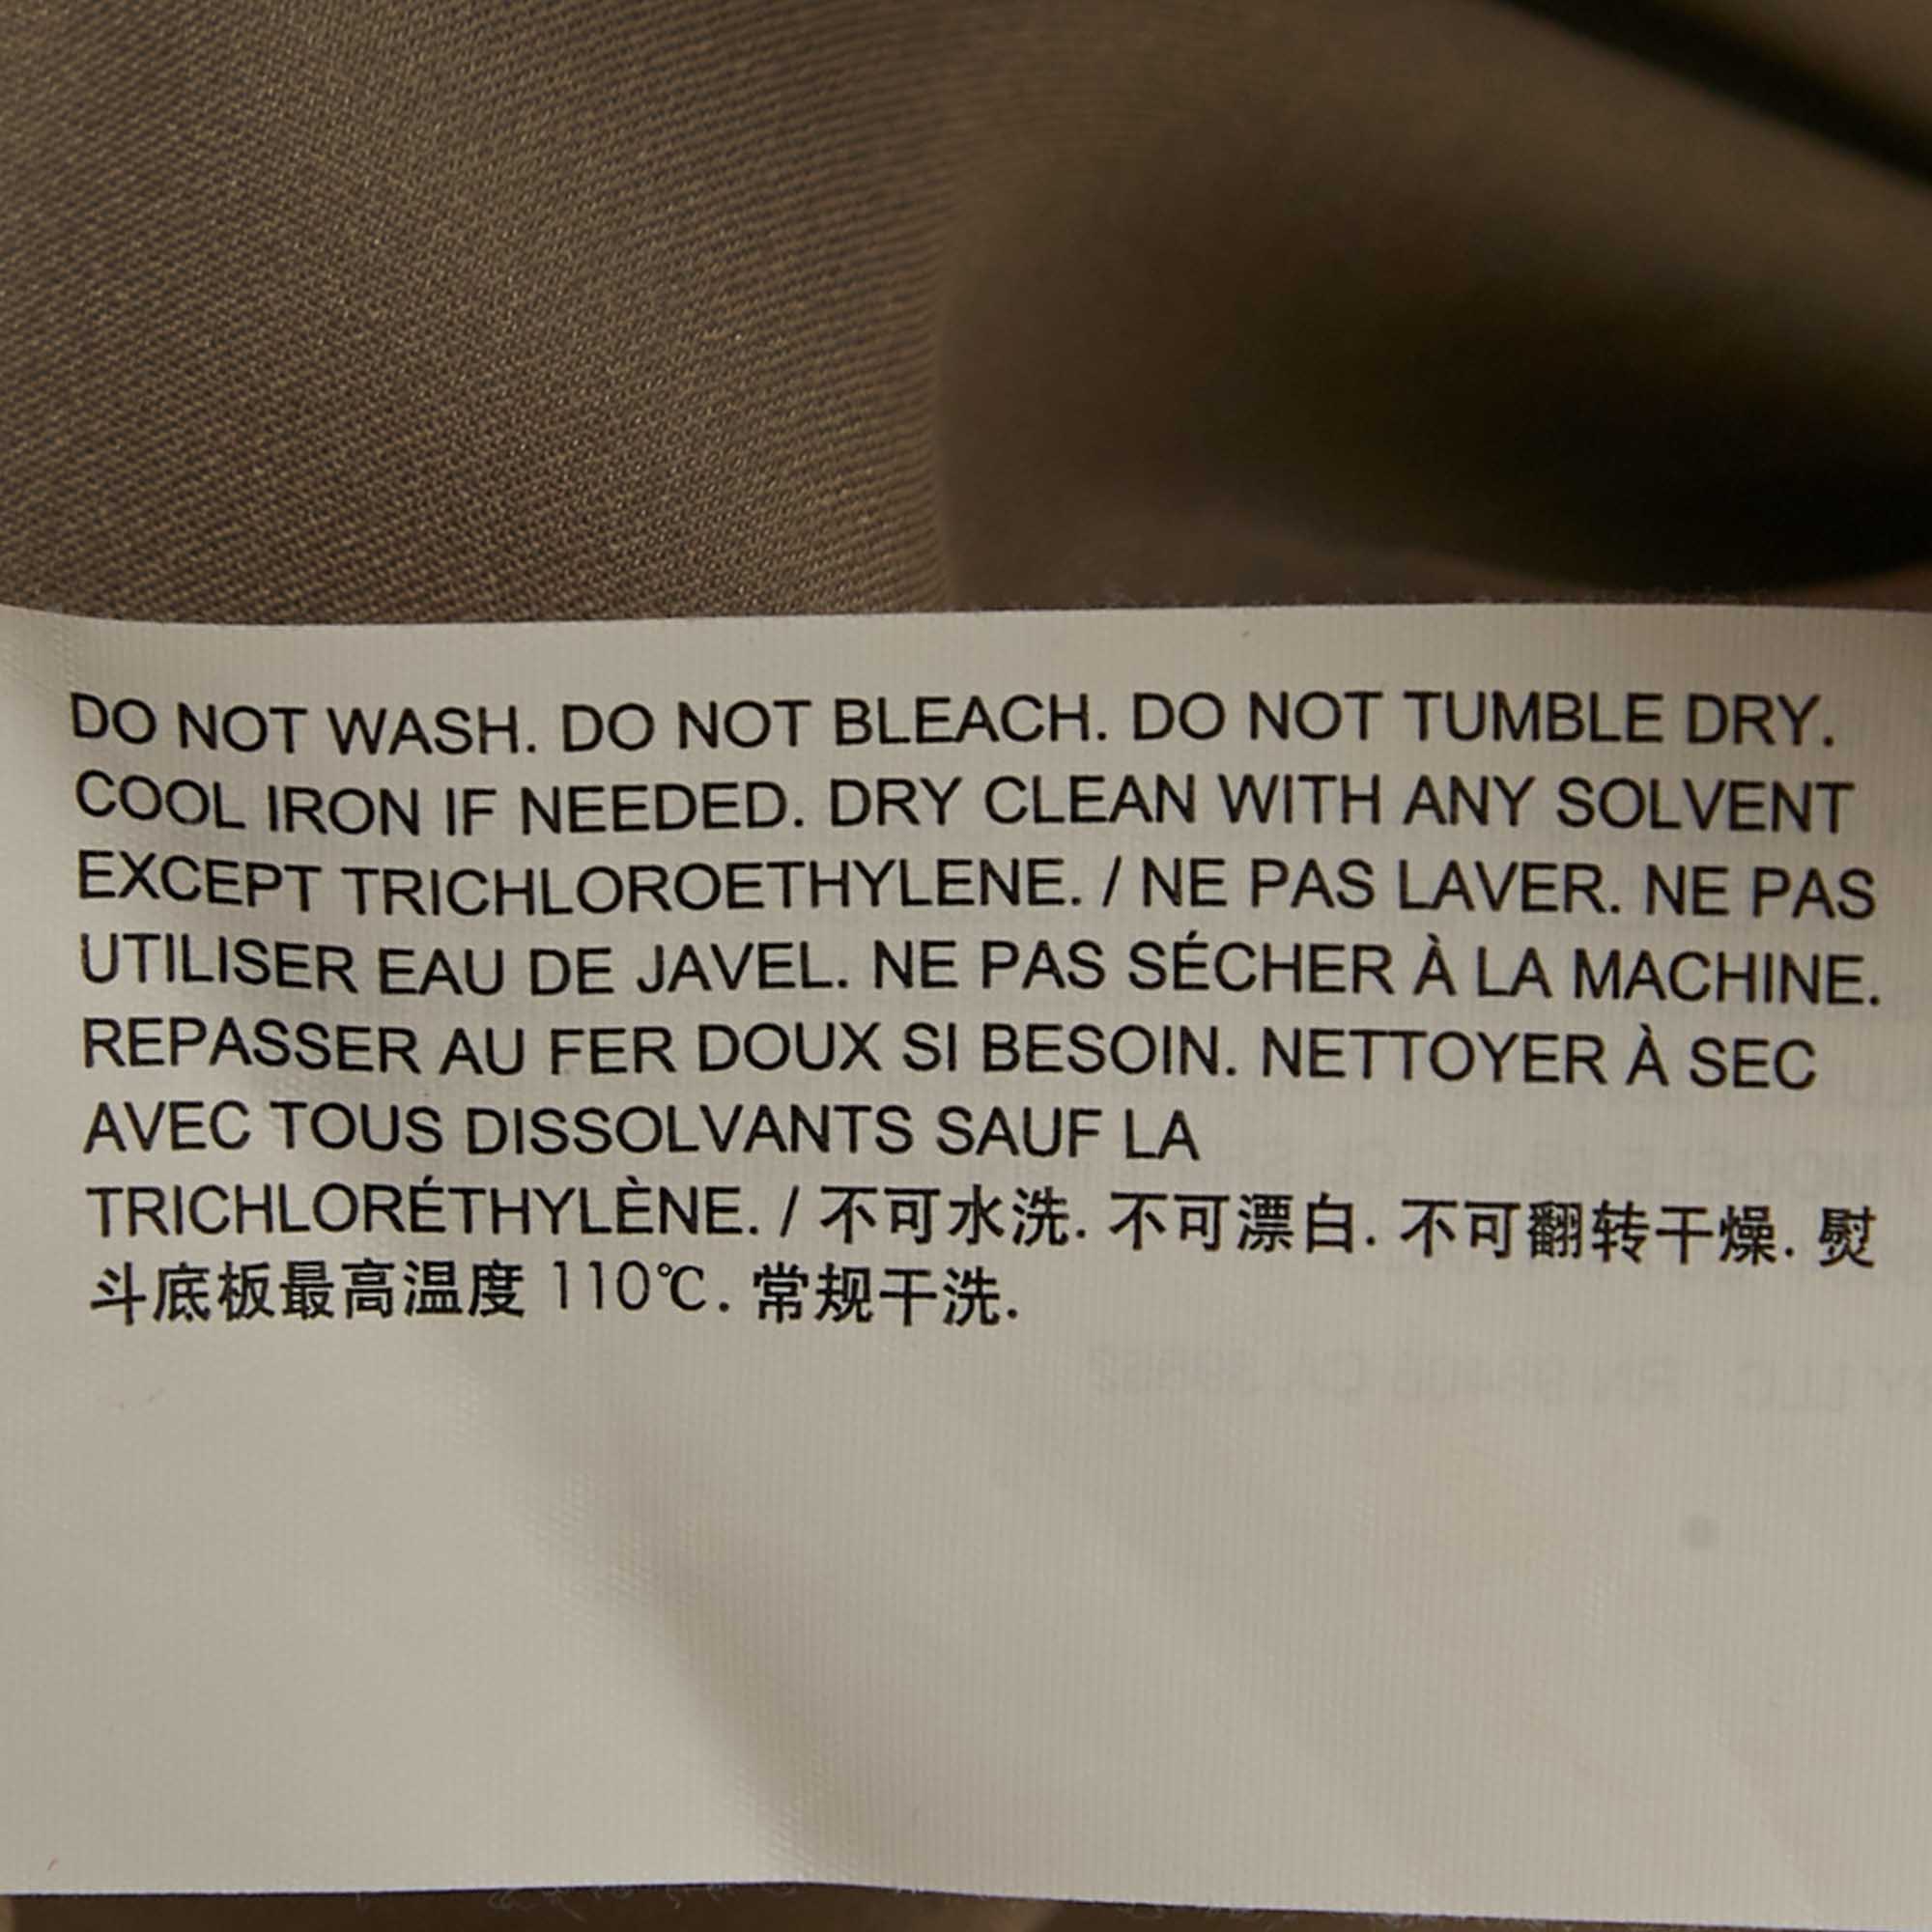 DO NOT WASH. DO NOT BLEACH. DO NOT TUMBLE DRY.
COOL IRON IF NEEDED. DRY CLEAN WITH ANY SOLVENT
EXCEPT TRICHLOROETHYLENE. / NE PAS LAVER. NE PAS
UTILISER EAU DE JAVEL. NE PAS SÉCHER À LA MACHINE.
REPASSER AU FER DOUX SI BESOIN. NETTOYER À SEC
AVEC TOUS DISSOLVANTS SAUF LA
TRICHLORÉTHYLÈNE. / 不可水洗. 不可漂白. 不可翻转干燥. 熨
斗底板最高温度 110℃. 常规干洗.